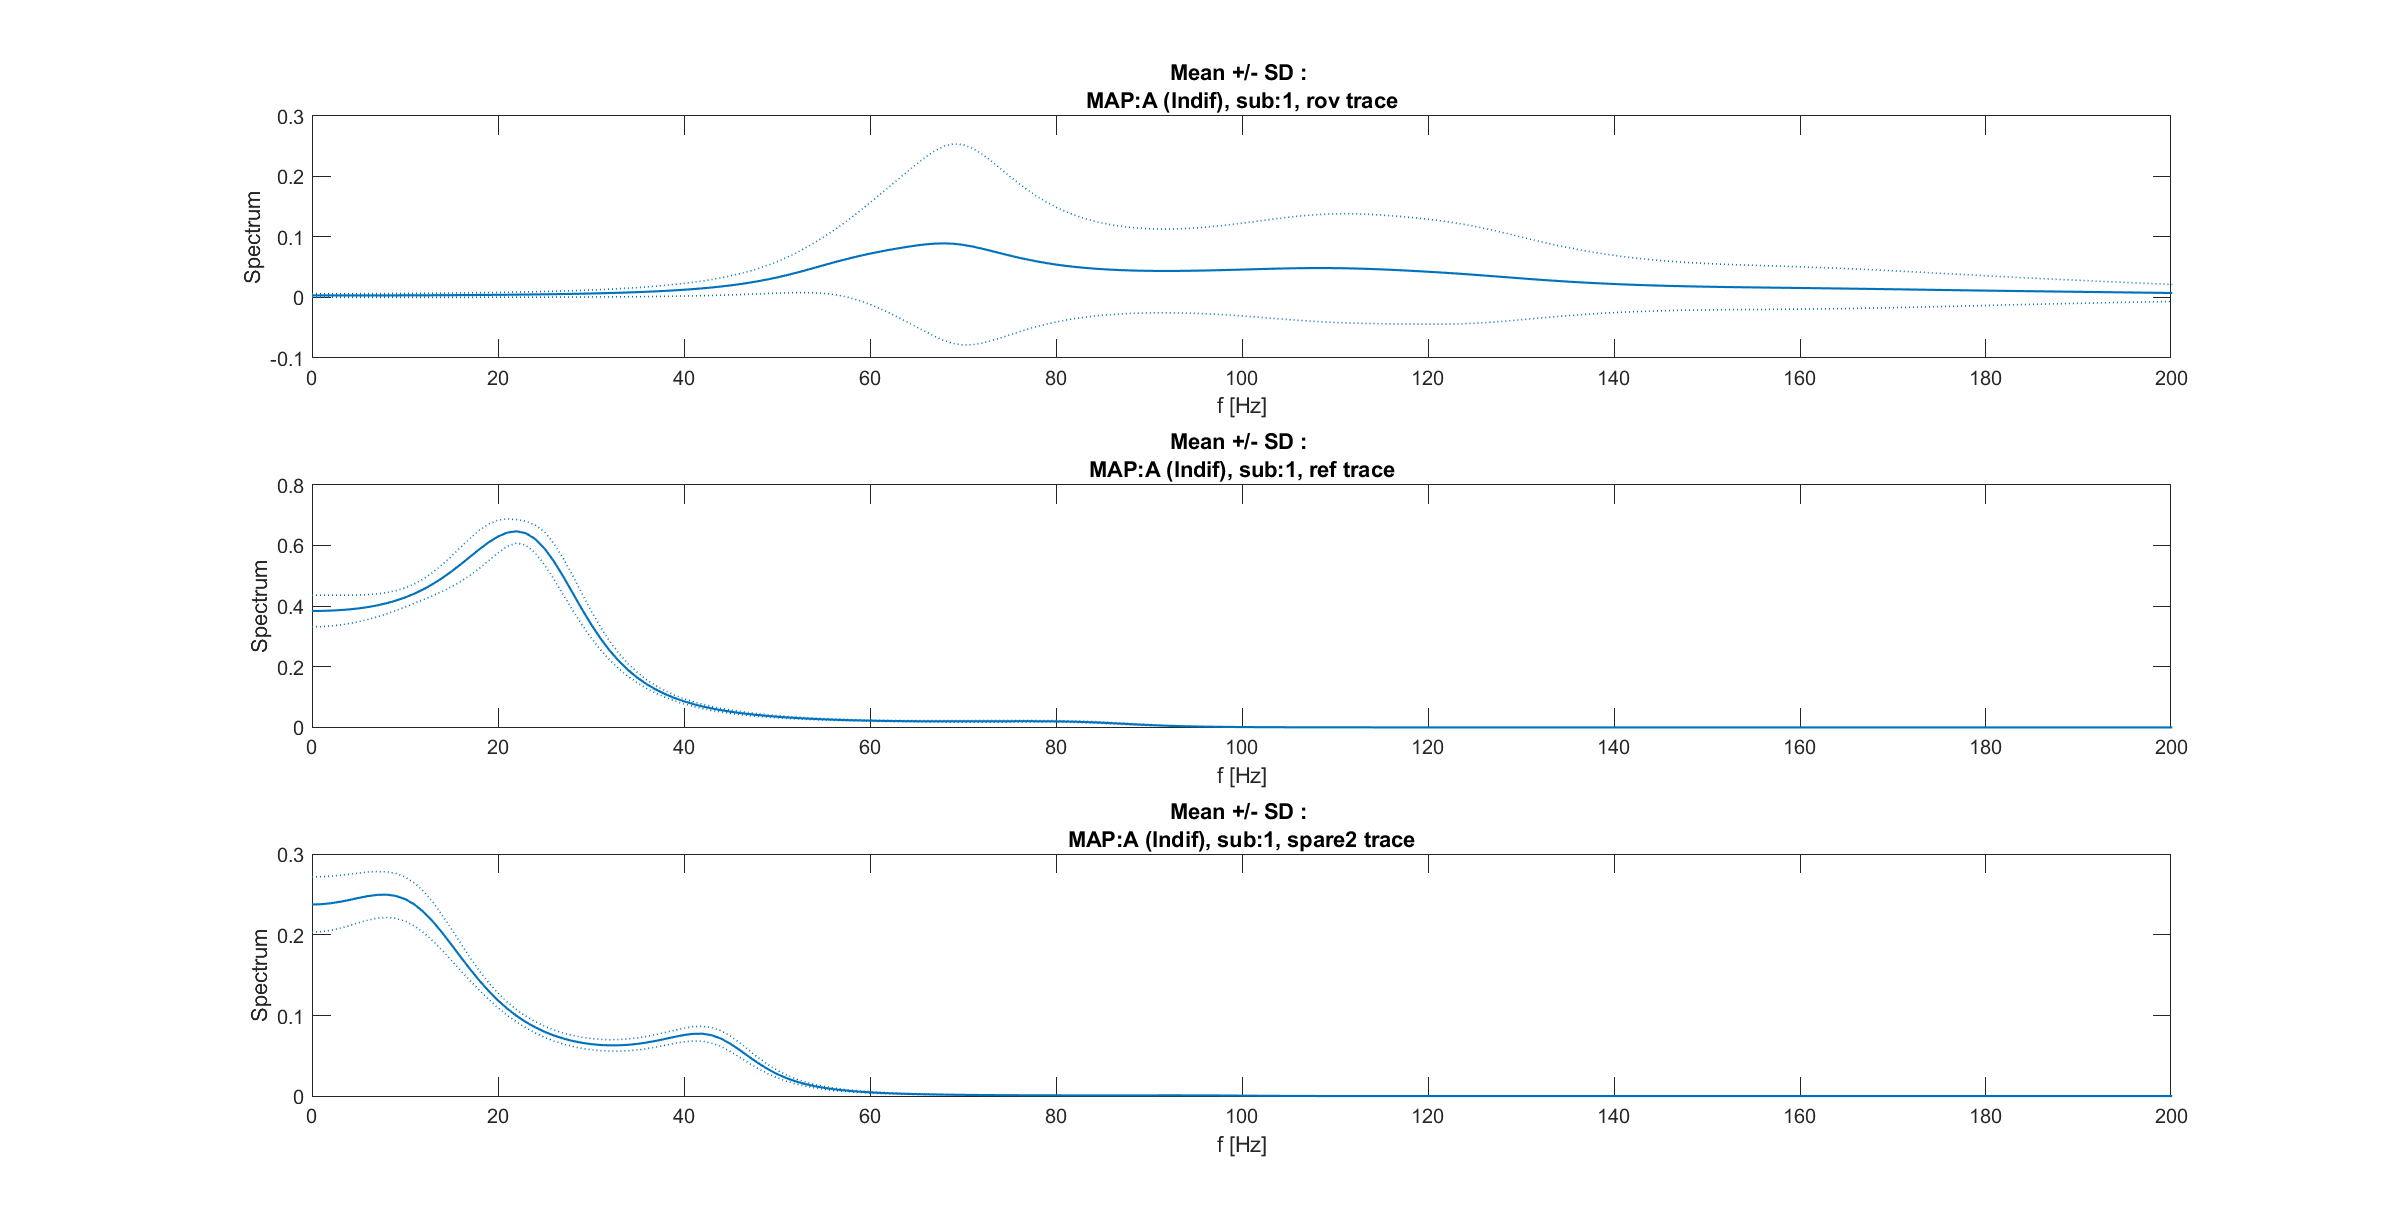 Mean +/- SD :
MAP:A (Indif), sub:1, rov trace
0.3
0.2
0.1
0
-0.1
Spectrum
0 20 40 60 80 100 120 140 160 180 200
f [Hz]
Mean +/- SD :
MAP:A (Indif), sub:1, ref trace
0.8
0.6
0.4
0.2
0
Spectrum
0 20 40 60 80 100 120 140 160 180 200
f [Hz]
Mean +/- SD :
MAP:A (Indif), sub:1, spare2 trace
0.3
0.2
0.1
0
Spectrum
0 20 40 60 80 100 120 140 160 180 200
f [Hz]